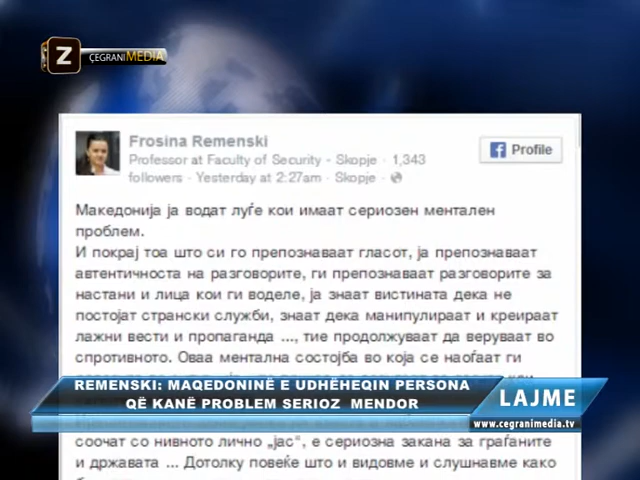 Z ÇEGRANIMEDIA
Frosina Remenski
Professor at Faculty of Security - Skopje · 1,343
followers · Yesterday at 2:27am · Skopje ·
Profile
Македонија ја водат луѓе кои имаат сериозен ментален
проблем.
И покрај тоа што си го препознаваат гласот, ја препознаваат
автентичноста на разговорите, ги препознаваат разговорите за
настани и лица кои ги воделе, ја знаат вистината дека не
постојат странски служби, знаат дека манипулираат и креираат
лажни вести и пропаганда ..., тие продолжуваат да веруваат во
спротивното. Оваа ментална состојба во која се наоѓаат ги
REMENSKI: MAQEDONINË E UDHËHEQIN PERSONA
QË KANË PROBLEM SERIOZ MENDOR
LAJME
www.cegranimedia.tv
соочат со нивното лично „јас“, е сериозна закана за граѓаните
и државата ... Дотолку повеќе што и видовме и слушнавме како